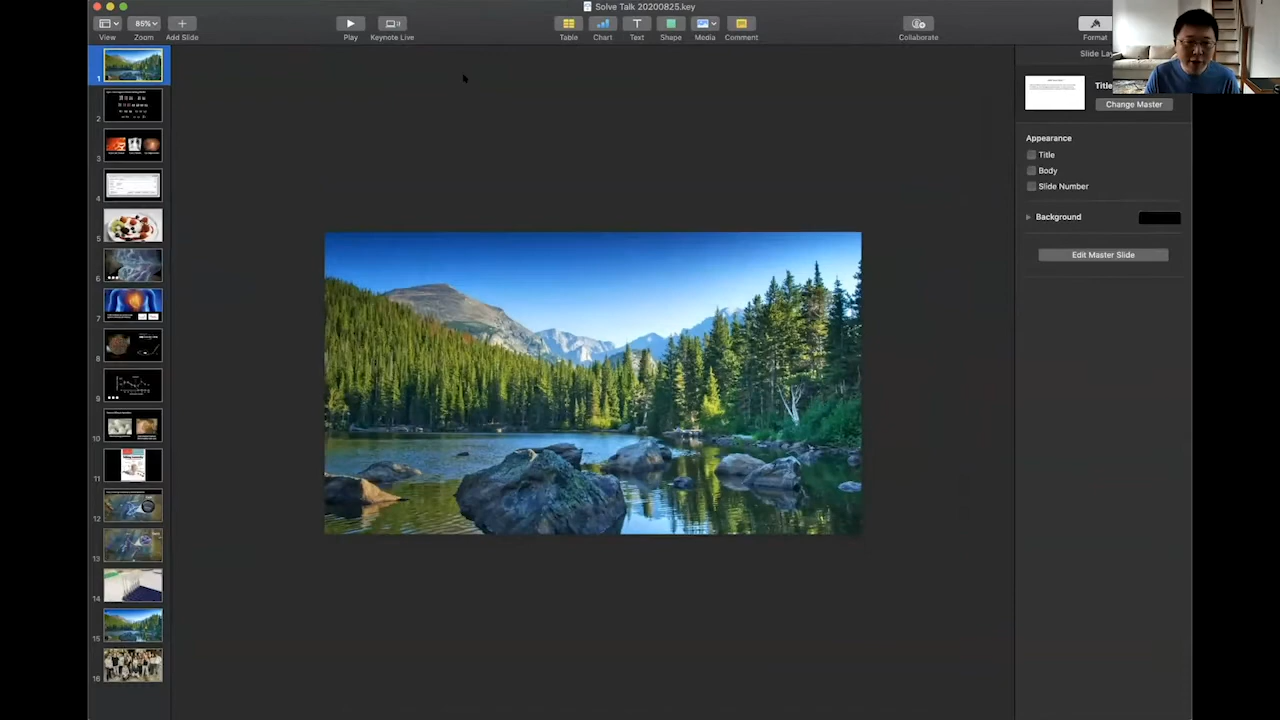 Solve Talk 20200825.key
85%
View
Zoom
Add Slide
Play
Keynote Live
Table
Chart
Text
Shape
Media
Comment
Collaborate
Format
Slide Lay
Title
Change Master
Appearance
Title
Body
Slide Number
Background
Edit Master Slide
1
2
3
4
5
6
7
8
9
10
11
12
13
14
15
16